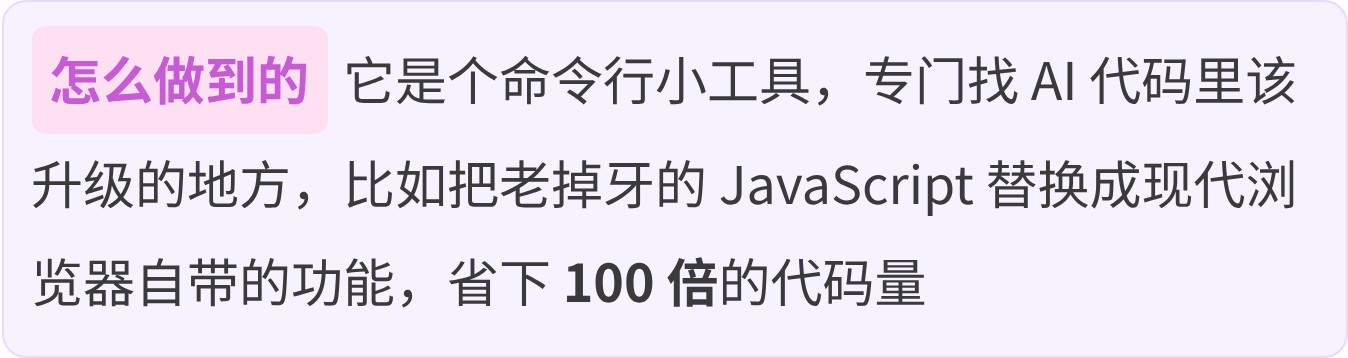 怎么做到的 它是个命令行小工具，专门找 AI 代码里该
升级的地方，比如把老掉牙的 JavaScript 替换成现代浏
览器自带的功能，省下 100 倍的代码量